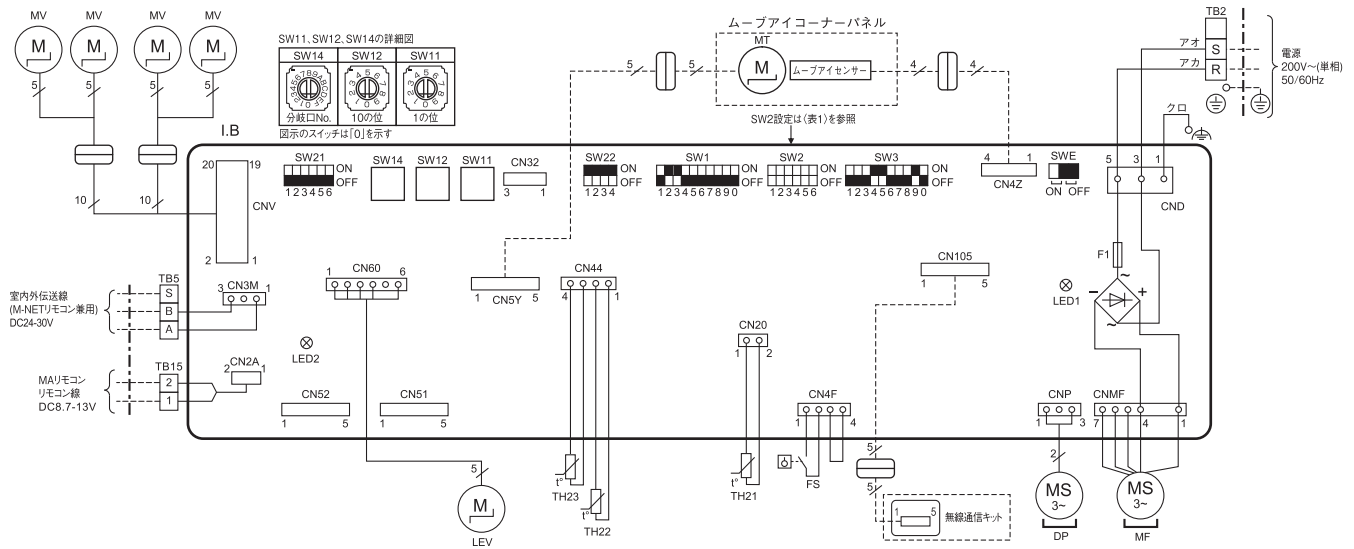 MV MV MV MV
M M M M
5 5 5 5
SW11、SW12、SW14の詳細図
SW14 SW12 SW11
分岐口No. 10の位 1の位
図示のスイッチは「0」を示す
ムーブアイコーナーパネル
MT
M
ムーブアイセンサー
5 5 4 4
TB2
アオ S
アカ R
電源
200V～(単相)
50/60Hz
クロ
SW2設定は〈表1〉を参照
I.B
20 19
CNV
2 1
10 10
SW21 ON
OFF
123456
SW14 SW12 SW11
CN32
3 1
SW22 ON
OFF
1234
SW1 ON
OFF
1234567890
SW2 ON
OFF
123456
SW3 ON
OFF
1234567890
4 1
CN4Z
SWE
ON OFF
5 3 1
CND
F1
~
- +
~
LED1
室内外伝送線
(M-NETリモコン兼用)
DC24-30V
TB5
S
B
A
CN3M
3 1
MAリモコン
リモコン線
DC8.7-13V
TB15
2
1
CN2A
2 1
LED2
CN60
1 6
CN5Y
1 5
CN44
4 1
CN105
1 5
CN20
1 2
CN52
1 5
CN51
1 5
CN4F
1 4
CNP
1 3
CNMF
7 4 1
5
M
LEV
t°
TH23
t°
TH22
t°
TH21
FS
5
5
1 5
無線通信キット
2
MS
3~
DP
MS
3~
MF